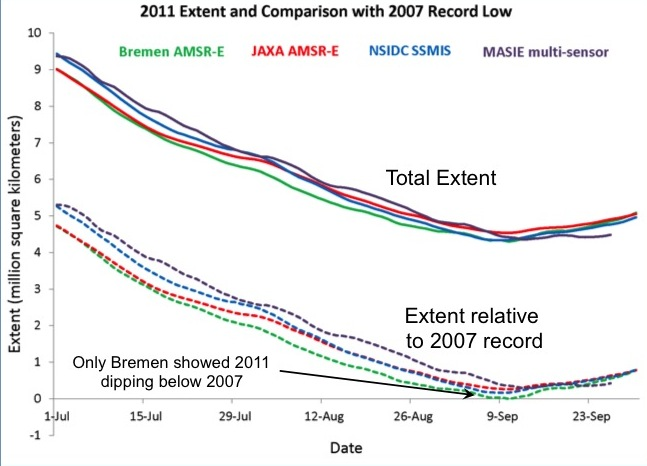 2011 Extent and Comparison with 2007 Record Low
Bremen AMSR-E JAXA AMSR-E NSIDC SSMIS MASIE multi-sensor
Extent (million square kilometers)
10
9
8
7
6
5
4
3
2
1
0
-1
Total Extent
Extent relative
to 2007 record
Only Bremen showed 2011
dipping below 2007
1-Jul 15-Jul 29-Jul 12-Aug 26-Aug 9-Sep 23-Sep
Date